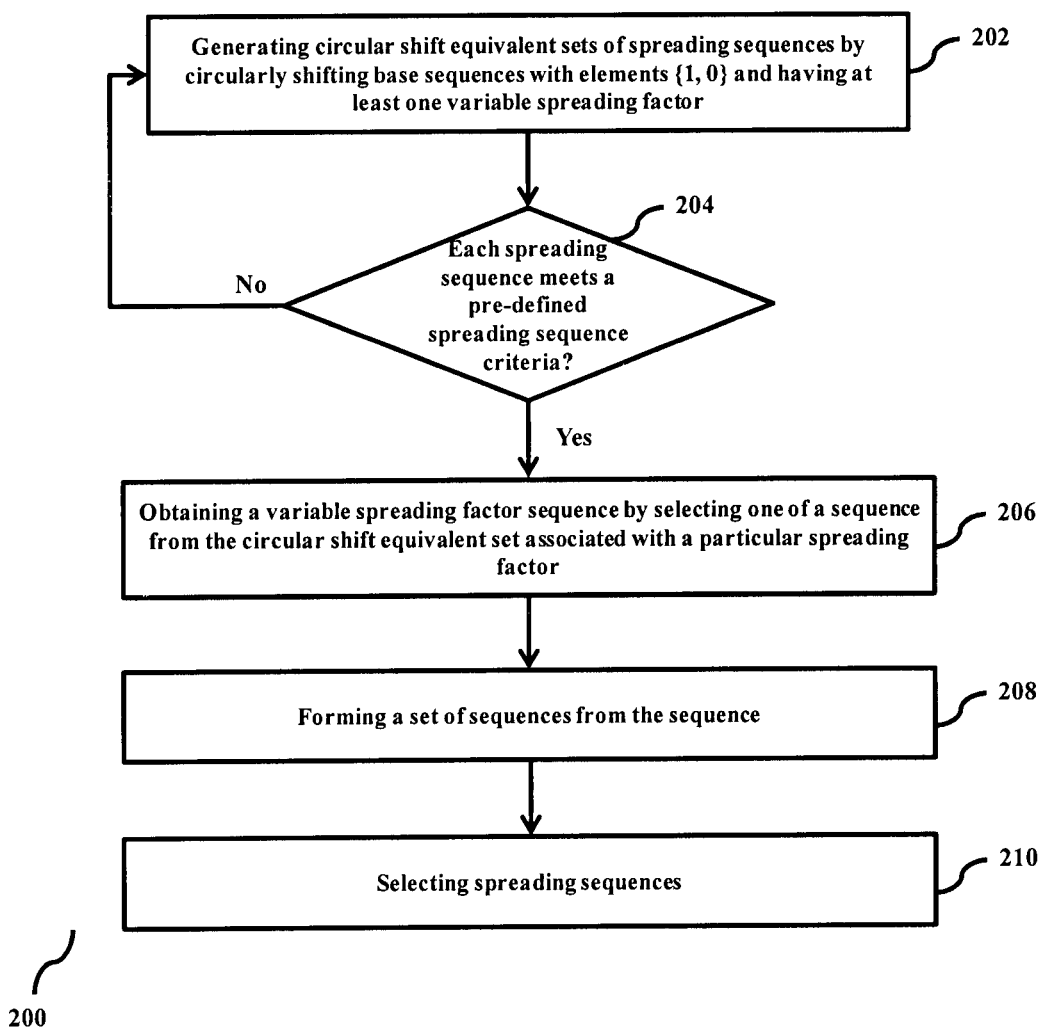 Generating circular shift equivalent sets of spreading sequences by
circularly shifting base sequences with elements {1, 0} and having at
least one variable spreading factor
202
204
Each spreading
sequence meets a
pre-defined
spreading sequence
criteria?
No
Yes
Obtaining a variable spreading factor sequence by selecting one of a sequence
from the circular shift equivalent set associated with a particular spreading
factor
206
Forming a set of sequences from the sequence
208
Selecting spreading sequences
210
200